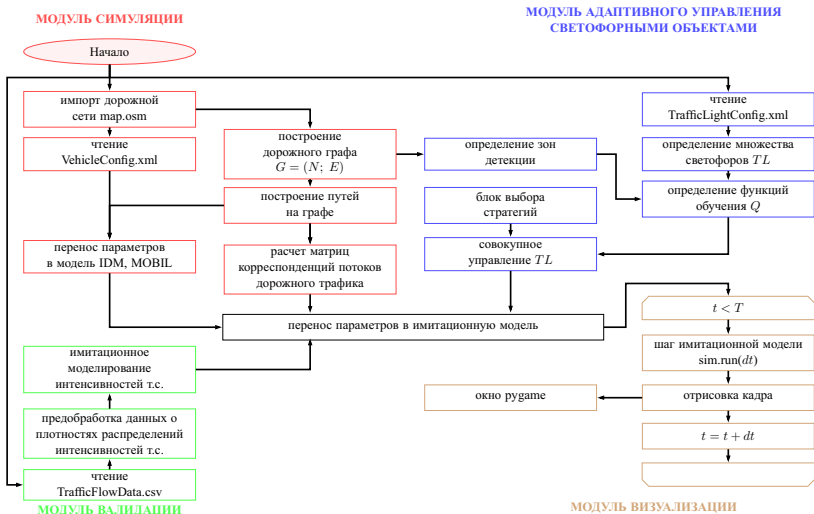 МОДУЛЬ СИМУЛЯЦИИ
МОДУЛЬ АДАПТИВНОГО УПРАВЛЕНИЯ
СВЕТОФОРНЫМИ ОБЪЕКТАМИ
Начало
импорт дорожной
сети map.osm
чтение
VehicleConfig.xml
построение
дорожного графа
G = (N; E)
построение путей
на графе
перенос параметров
в модель IDM, MOBIL
расчет матриц
корреспонденций потоков
дорожного трафика
определение зон
детекции
блок выбора
стратегий
совокупное
управление TL
чтение
TrafficLightConfig.xml
определение множества
светофоров TL
определение функций
обучения Q
перенос параметров в имитационную модель
имитационное
моделирование
интенсивностей т.с.
предобработка данных о
плотностях распределений
интенсивностей т.с.
чтение
TrafficFlowData.csv
МОДУЛЬ ВАЛИДАЦИИ
t < T
шаг имитационной модели
sim.run(dt)
отрисовка кадра
окно pygame
t = t + dt
МОДУЛЬ ВИЗУАЛИЗАЦИИ